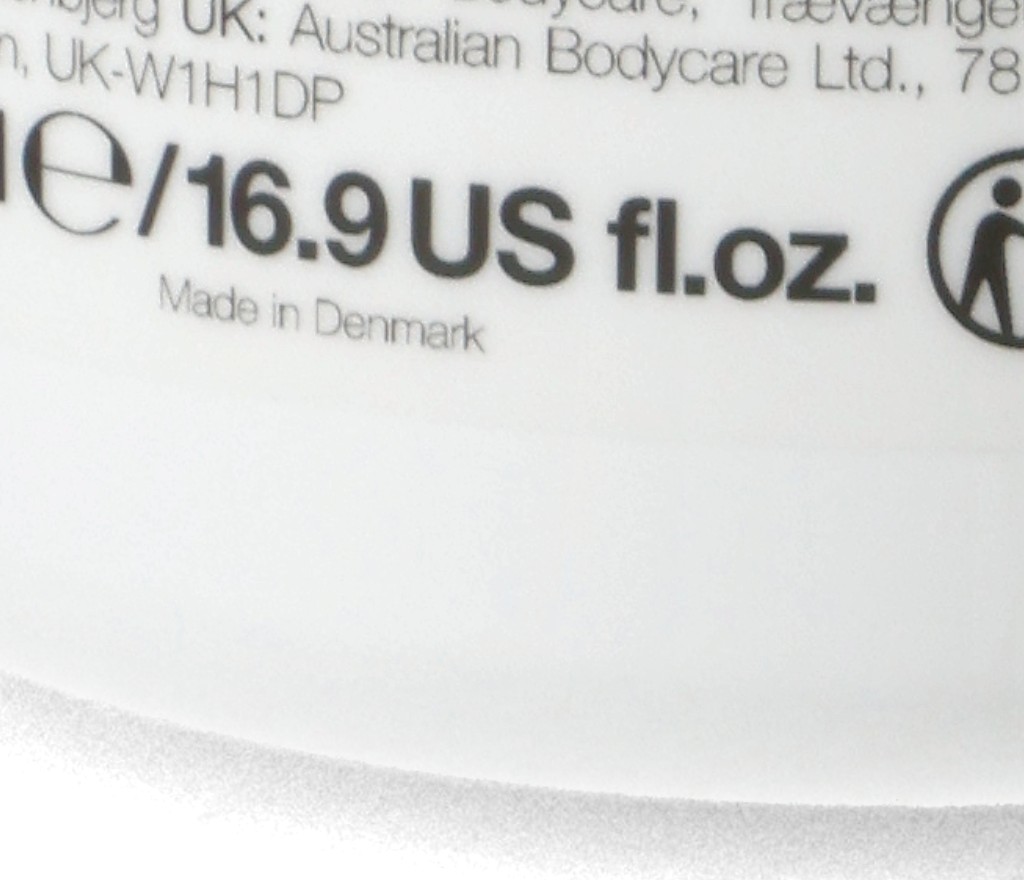 UK: Australian Bodycare Ltd., 78
UK-W1H1DP
e/16.9 US fl.oz.
Made in Denmark